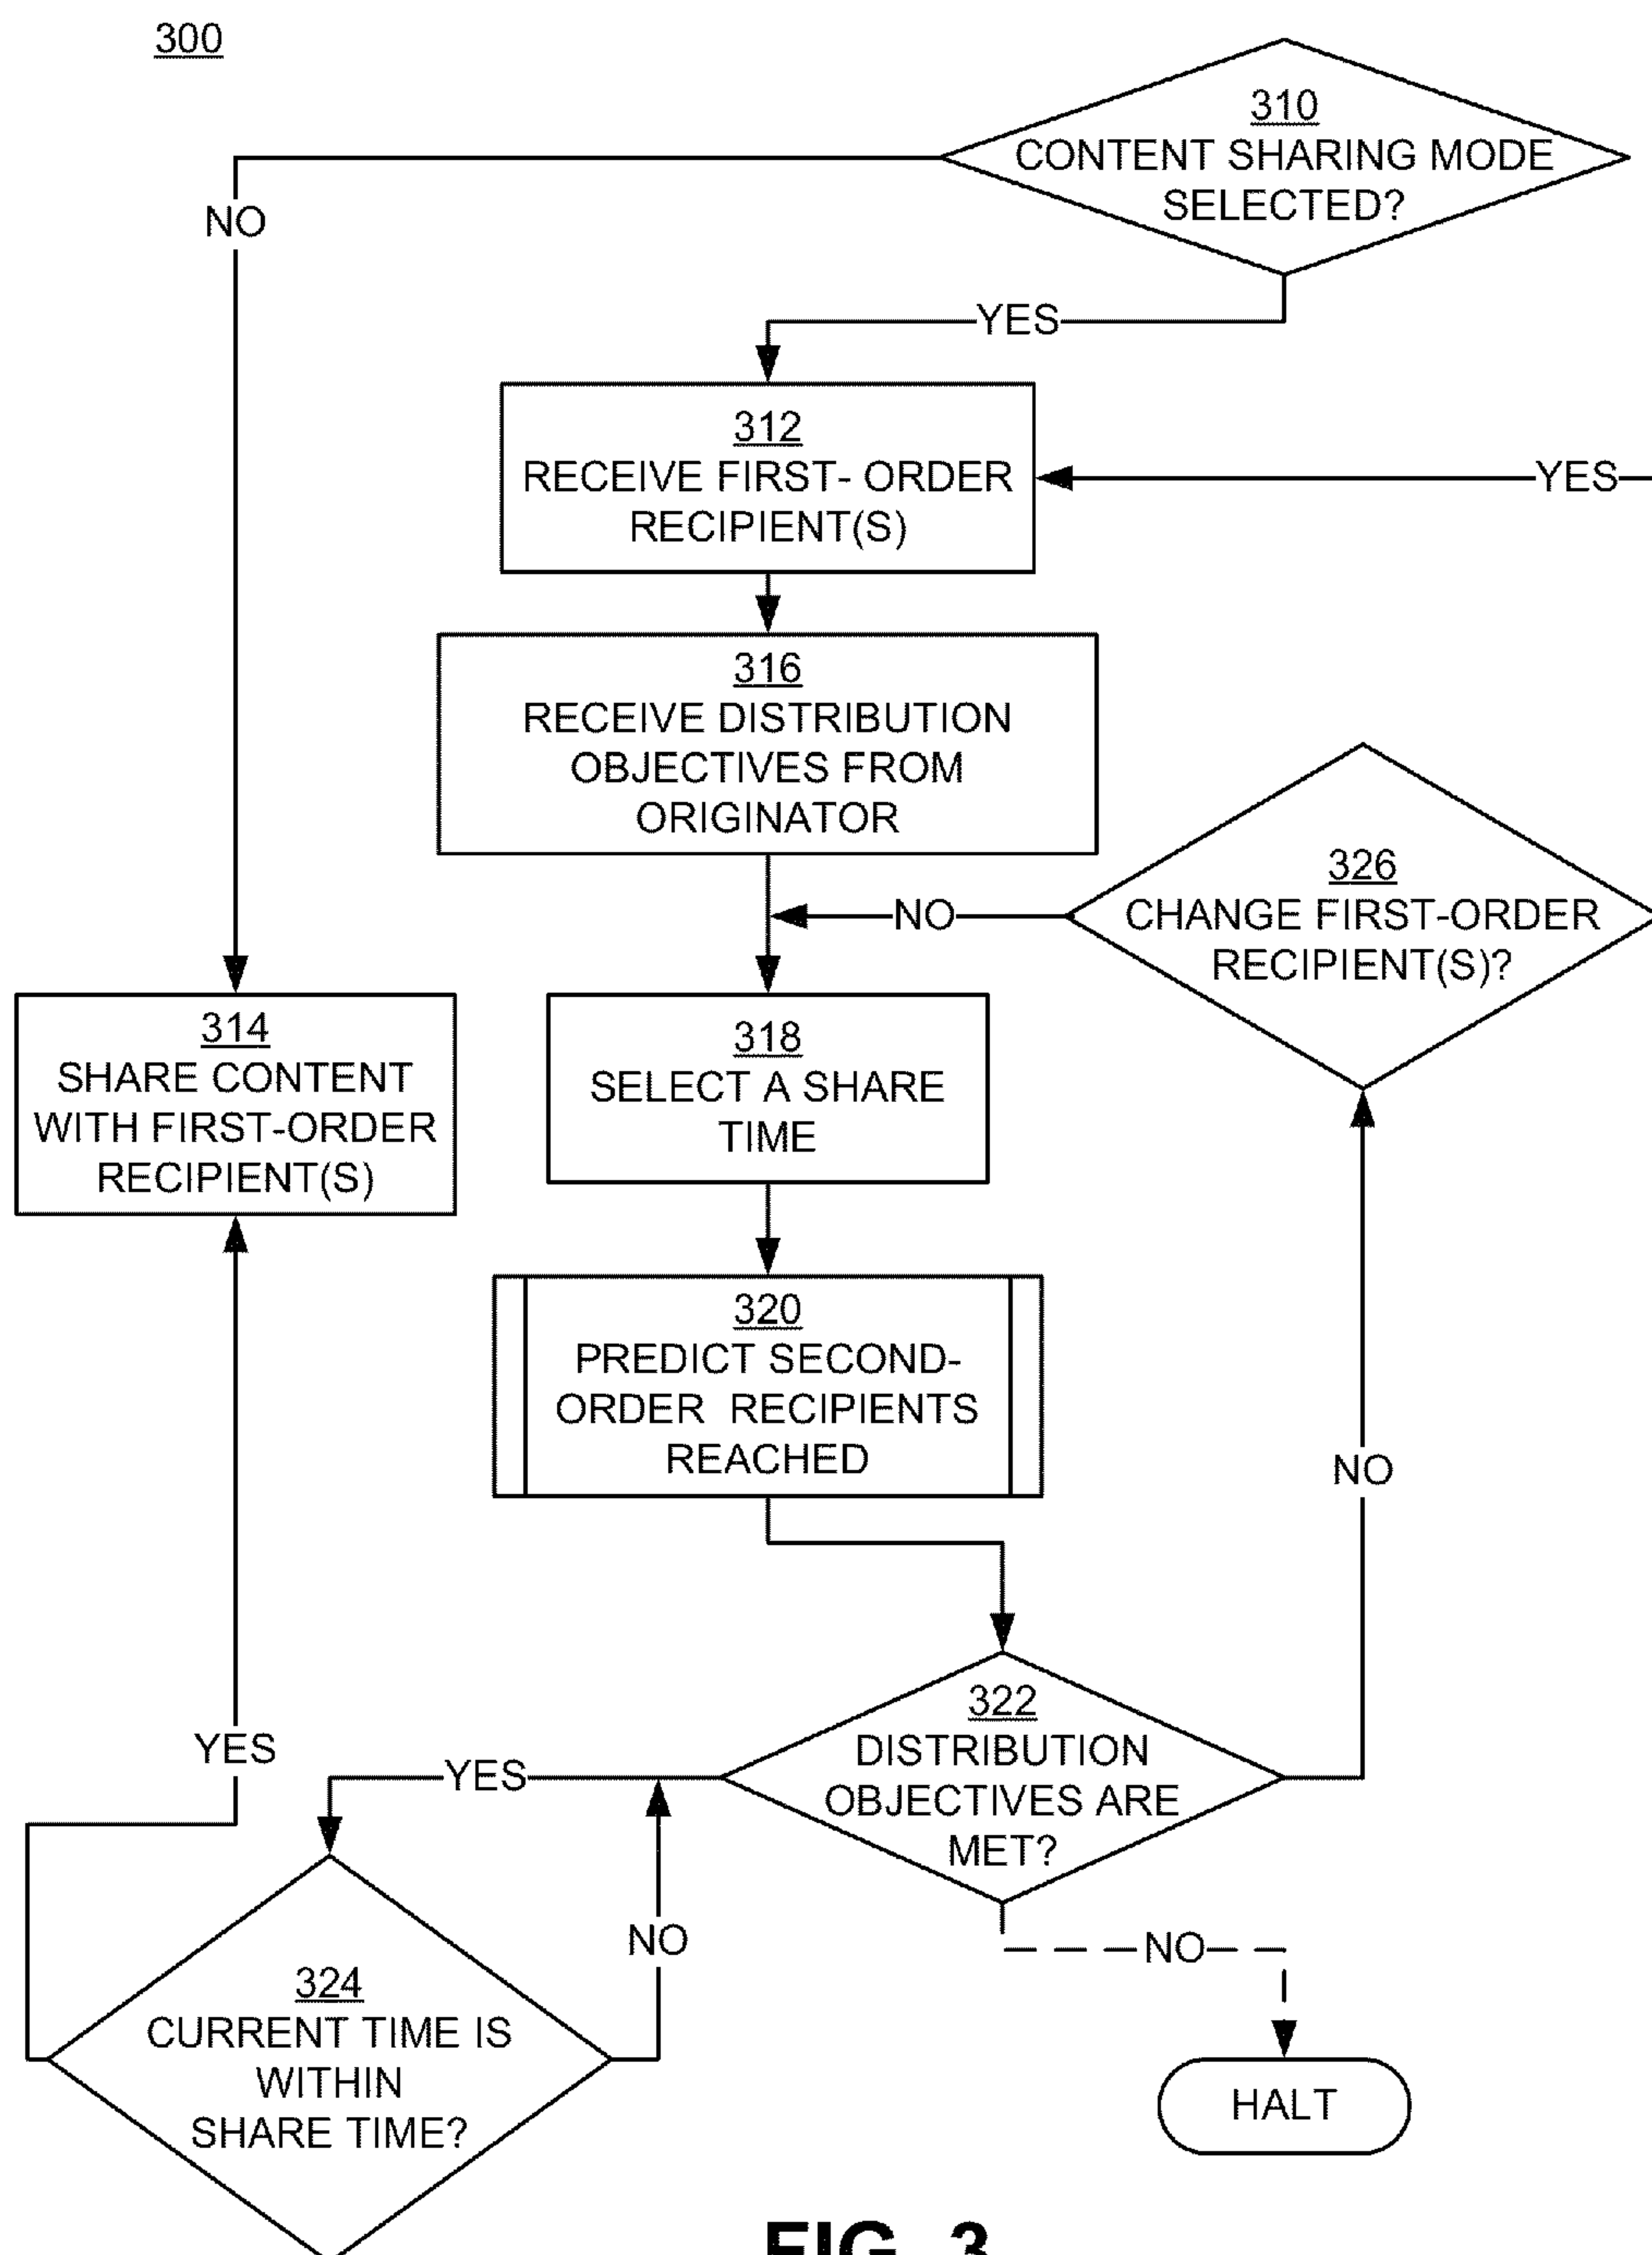 300
310
CONTENT SHARING MODE
SELECTED?
NO
YES
312
RECEIVE FIRST- ORDER
RECIPIENT(S)
YES
316
RECEIVE DISTRIBUTION
OBJECTIVES FROM
ORIGINATOR
326
CHANGE FIRST-ORDER
RECIPIENT(S)?
NO
314
SHARE CONTENT
WITH FIRST-ORDER
RECIPIENT(S)
318
SELECT A SHARE
TIME
320
PREDICT SECOND-
ORDER RECIPIENTS
REACHED
NO
322
DISTRIBUTION
OBJECTIVES ARE
MET?
YES
YES
NO
NO
324
CURRENT TIME IS
WITHIN
SHARE TIME?
HALT
FIG. 3